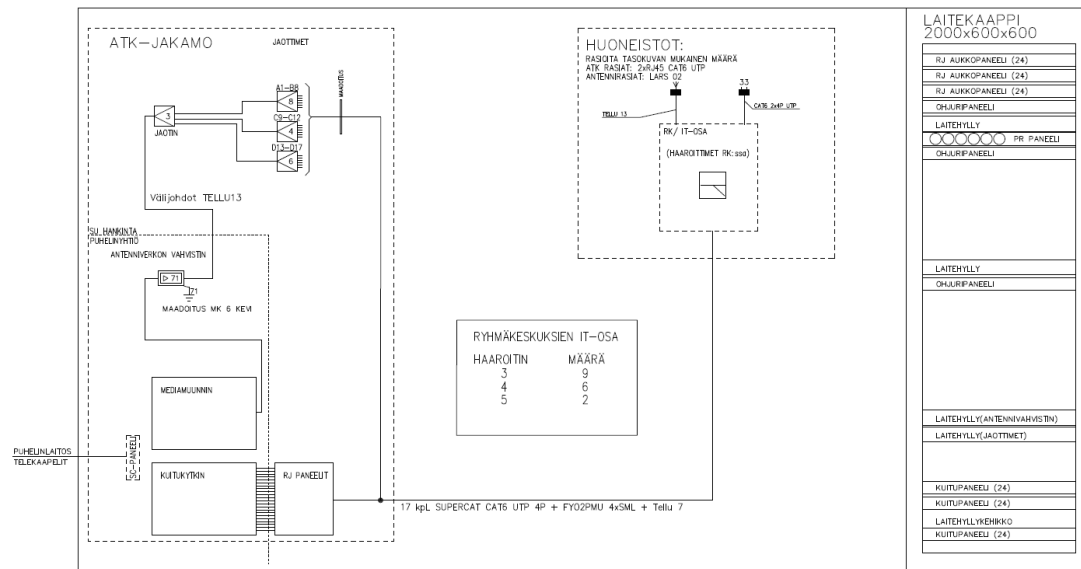 ATK-JAKAMO
JAOTTIMET
A1-B8
8
C9-C12
4
D13-D17
6
3
JAOTIN
MAADOITUS
Välijohdot TELLU13
SU HANKINTA
PUHELINYHTIÖ
ANTENNIVERKON VAHVISTIN
71
71
MAADOITUS MK 6 KEVI
MEDIAMUUNNIN
SC-PANEELI
PUHELINLAITOS
TELEKAAPELIT
KUITUKYTKIN
RJ PANEELIT
17 kpl SUPERCAT CAT6 UTP 4P + FYO2PMU 4xSML + Tellu 7
HUONEISTOT:
RASIOITA TASOKUVAN MUKAINEN MÄÄRÄ
ATK RASIAT: 2xRJ45 CAT6 UTP
ANTENNIRASIAT: LARS 02
33
TELLU 13
CAT6 2x4P UTP
RK/ IT-OSA
(HAAROITTIMET RK:ssa)
RYHMÄKESKUKSIEN IT-OSA
HAAROITIN MÄÄRÄ
3 9
4 6
5 2
LAITEKAAPPI
2000x600x600
RJ AUKKOPANEELI (24)
RJ AUKKOPANEELI (24)
RJ AUKKOPANEELI (24)
OHJURIPANEELI
LAITEHYLLY
PR PANEELI
OHJURIPANEELI
LAITEHYLLY
OHJURIPANEELI
LAITEHYLLY(ANTENNIVAHVISTIN)
LAITEHYLLY(JAOTTIMET)
KUITUPANEELI (24)
KUITUPANEELI (24)
LAITEHYLLYKEHIKKO
KUITUPANEELI (24)